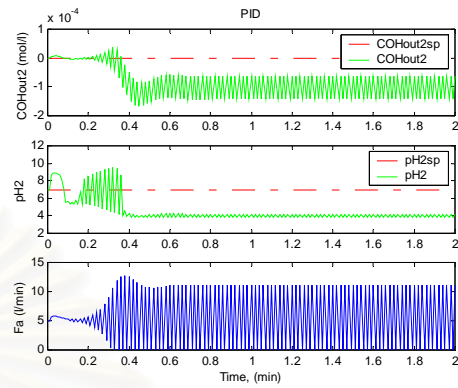 PID
x 10^-4
COHout2 (mol/l)
1
0
-1
-2
COHout2sp
COHout2
0 0.2 0.4 0.6 0.8 1 1.2 1.4 1.6 1.8 2
pH2
12
10
8
6
4
2
pH2sp
pH2
0 0.2 0.4 0.6 0.8 1 1.2 1.4 1.6 1.8 2
Fa (l/min)
15
10
5
0
0 0.2 0.4 0.6 0.8 1 1.2 1.4 1.6 1.8 2
Time, (min)